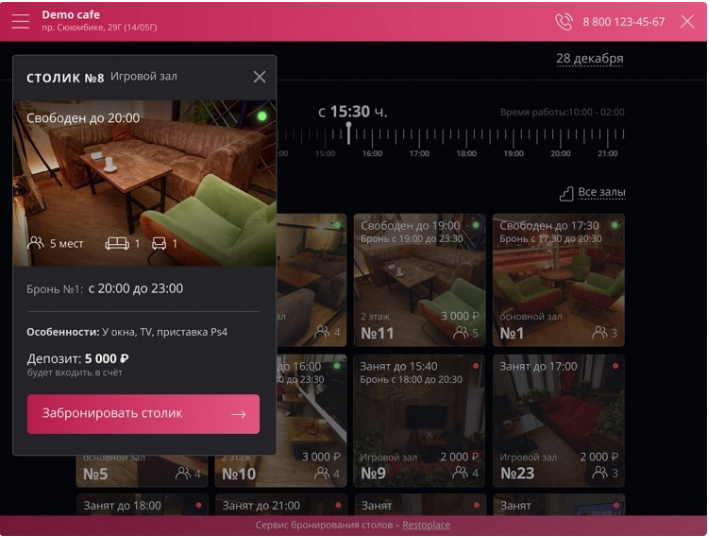 Demo cafe
пр. Сююмбике, 29Г (14/05Г)
8 800 123-45-67
28 декабря
СТОЛИК №8 Игровой зал
Свободен до 20:00
5 мест 1 1
Бронь №1: с 20:00 до 23:00
Особенности: У окна, TV, приставка Ps4
Депозит: 5 000 ₽
будет входить в счёт
Забронировать столик
с 15:30 ч.
Время работы:10:00 - 02:00
:00 15:00 16:00 17:00 18:00 19:00 20:00 21:00
Все залы
4
Свободен до 19:00
Бронь с 19:00 до 23:30
2 этаж 3 000 ₽
№11 5
Свободен до 17:30
Бронь с 17:30 до 20:30
основной зал
№1 3
основной зал
№5 4
до 16:00
до 23:30
2 этаж 3 000 ₽
№10 4
Занят до 15:40
Бронь с 18:00 до 20:30
Игровой зал 2 000 ₽
№9 4
Занят до 17:00
Игровой зал 2 000 ₽
№23 3
Занят до 18:00
Занят до 21:00
Занят
Занят
Сервис бронирования столов – Restoplace